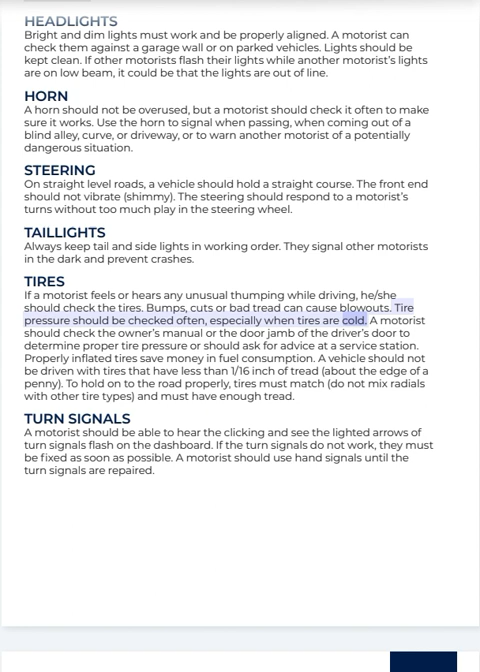 HEADLIGHTS
Bright and dim lights must work and be properly aligned. A motorist can
check them against a garage wall or on parked vehicles. Lights should be
kept clean. If other motorists flash their lights while another motorist's lights
are on low beam, it could be that the lights are out of line.
HORN
A horn should not be overused, but a motorist should check it often to make
sure it works. Use the horn to signal when passing, when coming out of a
blind alley, curve, or driveway, or to warn another motorist of a potentially
dangerous situation.
STEERING
On straight level roads, a vehicle should hold a straight course. The front end
should not vibrate (shimmy). The steering should respond to a motorist's
turns without too much play in the steering wheel.
TAILLIGHTS
Always keep tail and side lights in working order. They signal other motorists
in the dark and prevent crashes.
TIRES
If a motorist feels or hears any unusual thumping while driving, he/she
should check the tires. Bumps, cuts or bad tread can cause blowouts. Tire
pressure should be checked often, especially when tires are cold. A motorist
should check the owner's manual or the door jamb of the driver's door to
determine proper tire pressure or should ask for advice at a service station.
Properly inflated tires save money in fuel consumption. A vehicle should not
be driven with tires that have less than 1/16 inch of tread (about the edge of a
penny). To hold on to the road properly, tires must match (do not mix radials
with other tire types) and must have enough tread.
TURN SIGNALS
A motorist should be able to hear the clicking and see the lighted arrows of
turn signals flash on the dashboard. If the turn signals do not work, they must
be fixed as soon as possible. A motorist should use hand signals until the
turn signals are repaired.